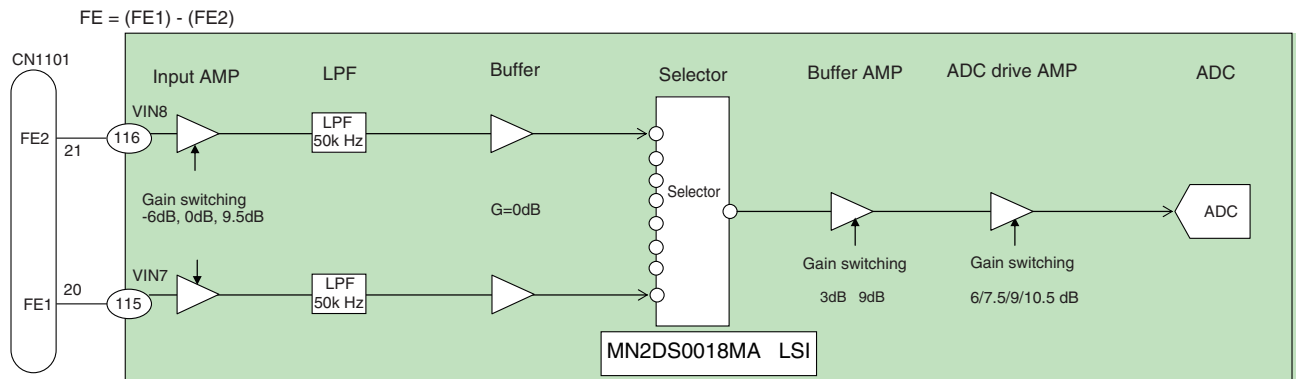 FE = (FE1) - (FE2)
CN1101
Input AMP
LPF
Buffer
Selector
Buffer AMP
ADC drive AMP
ADC
FE2
21
116
VIN8
LPF
50k Hz
Gain switching
-6dB, 0dB, 9.5dB
G=0dB
Selector
ADC
Gain switching
3dB 9dB
Gain switching
6/7.5/9/10.5 dB
FE1
20
115
VIN7
LPF
50k Hz
MN2DS0018MA LSI